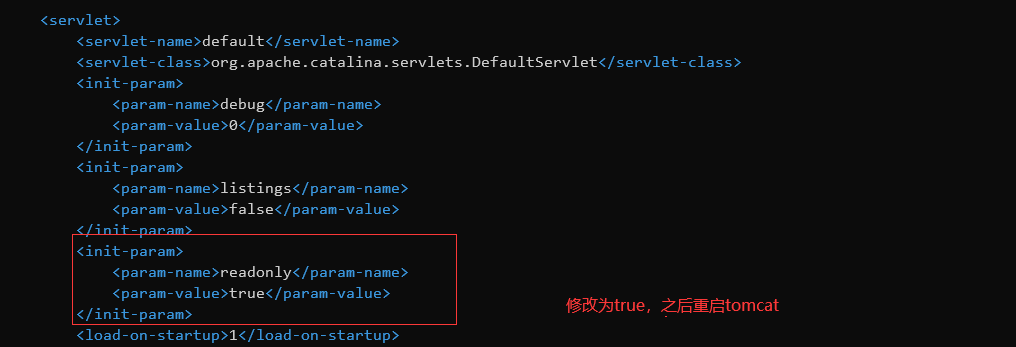 <servlet>
<servlet-name>default</servlet-name>
<servlet-class>org.apache.catalina.servlets.DefaultServlet</servlet-class>
<init-param>
<param-name>debug</param-name>
<param-value>0</param-value>
</init-param>
<init-param>
<param-name>listings</param-name>
<param-value>false</param-value>
</init-param>
<init-param>
<param-name>readonly</param-name>
<param-value>true</param-value>
</init-param>
修改为true，之后重启tomcat
<load-on-startup>1</load-on-startup>